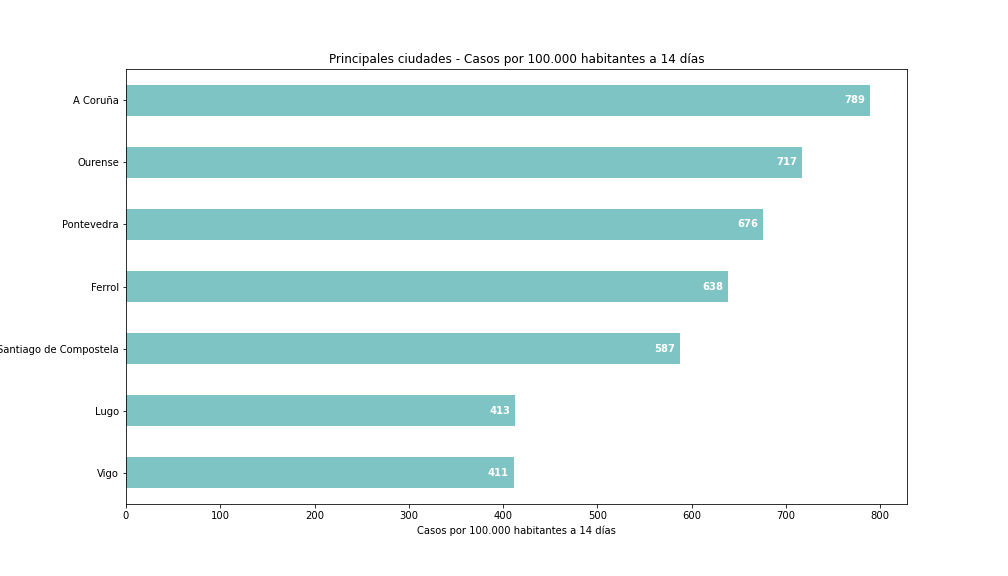 Principales ciudades - Casos por 100.000 habitantes a 14 días
A Coruña 789
Ourense 717
Pontevedra 676
Ferrol 638
Santiago de Compostela 587
Lugo 413
Vigo 411
0 100 200 300 400 500 600 700 800
Casos por 100.000 habitantes a 14 días